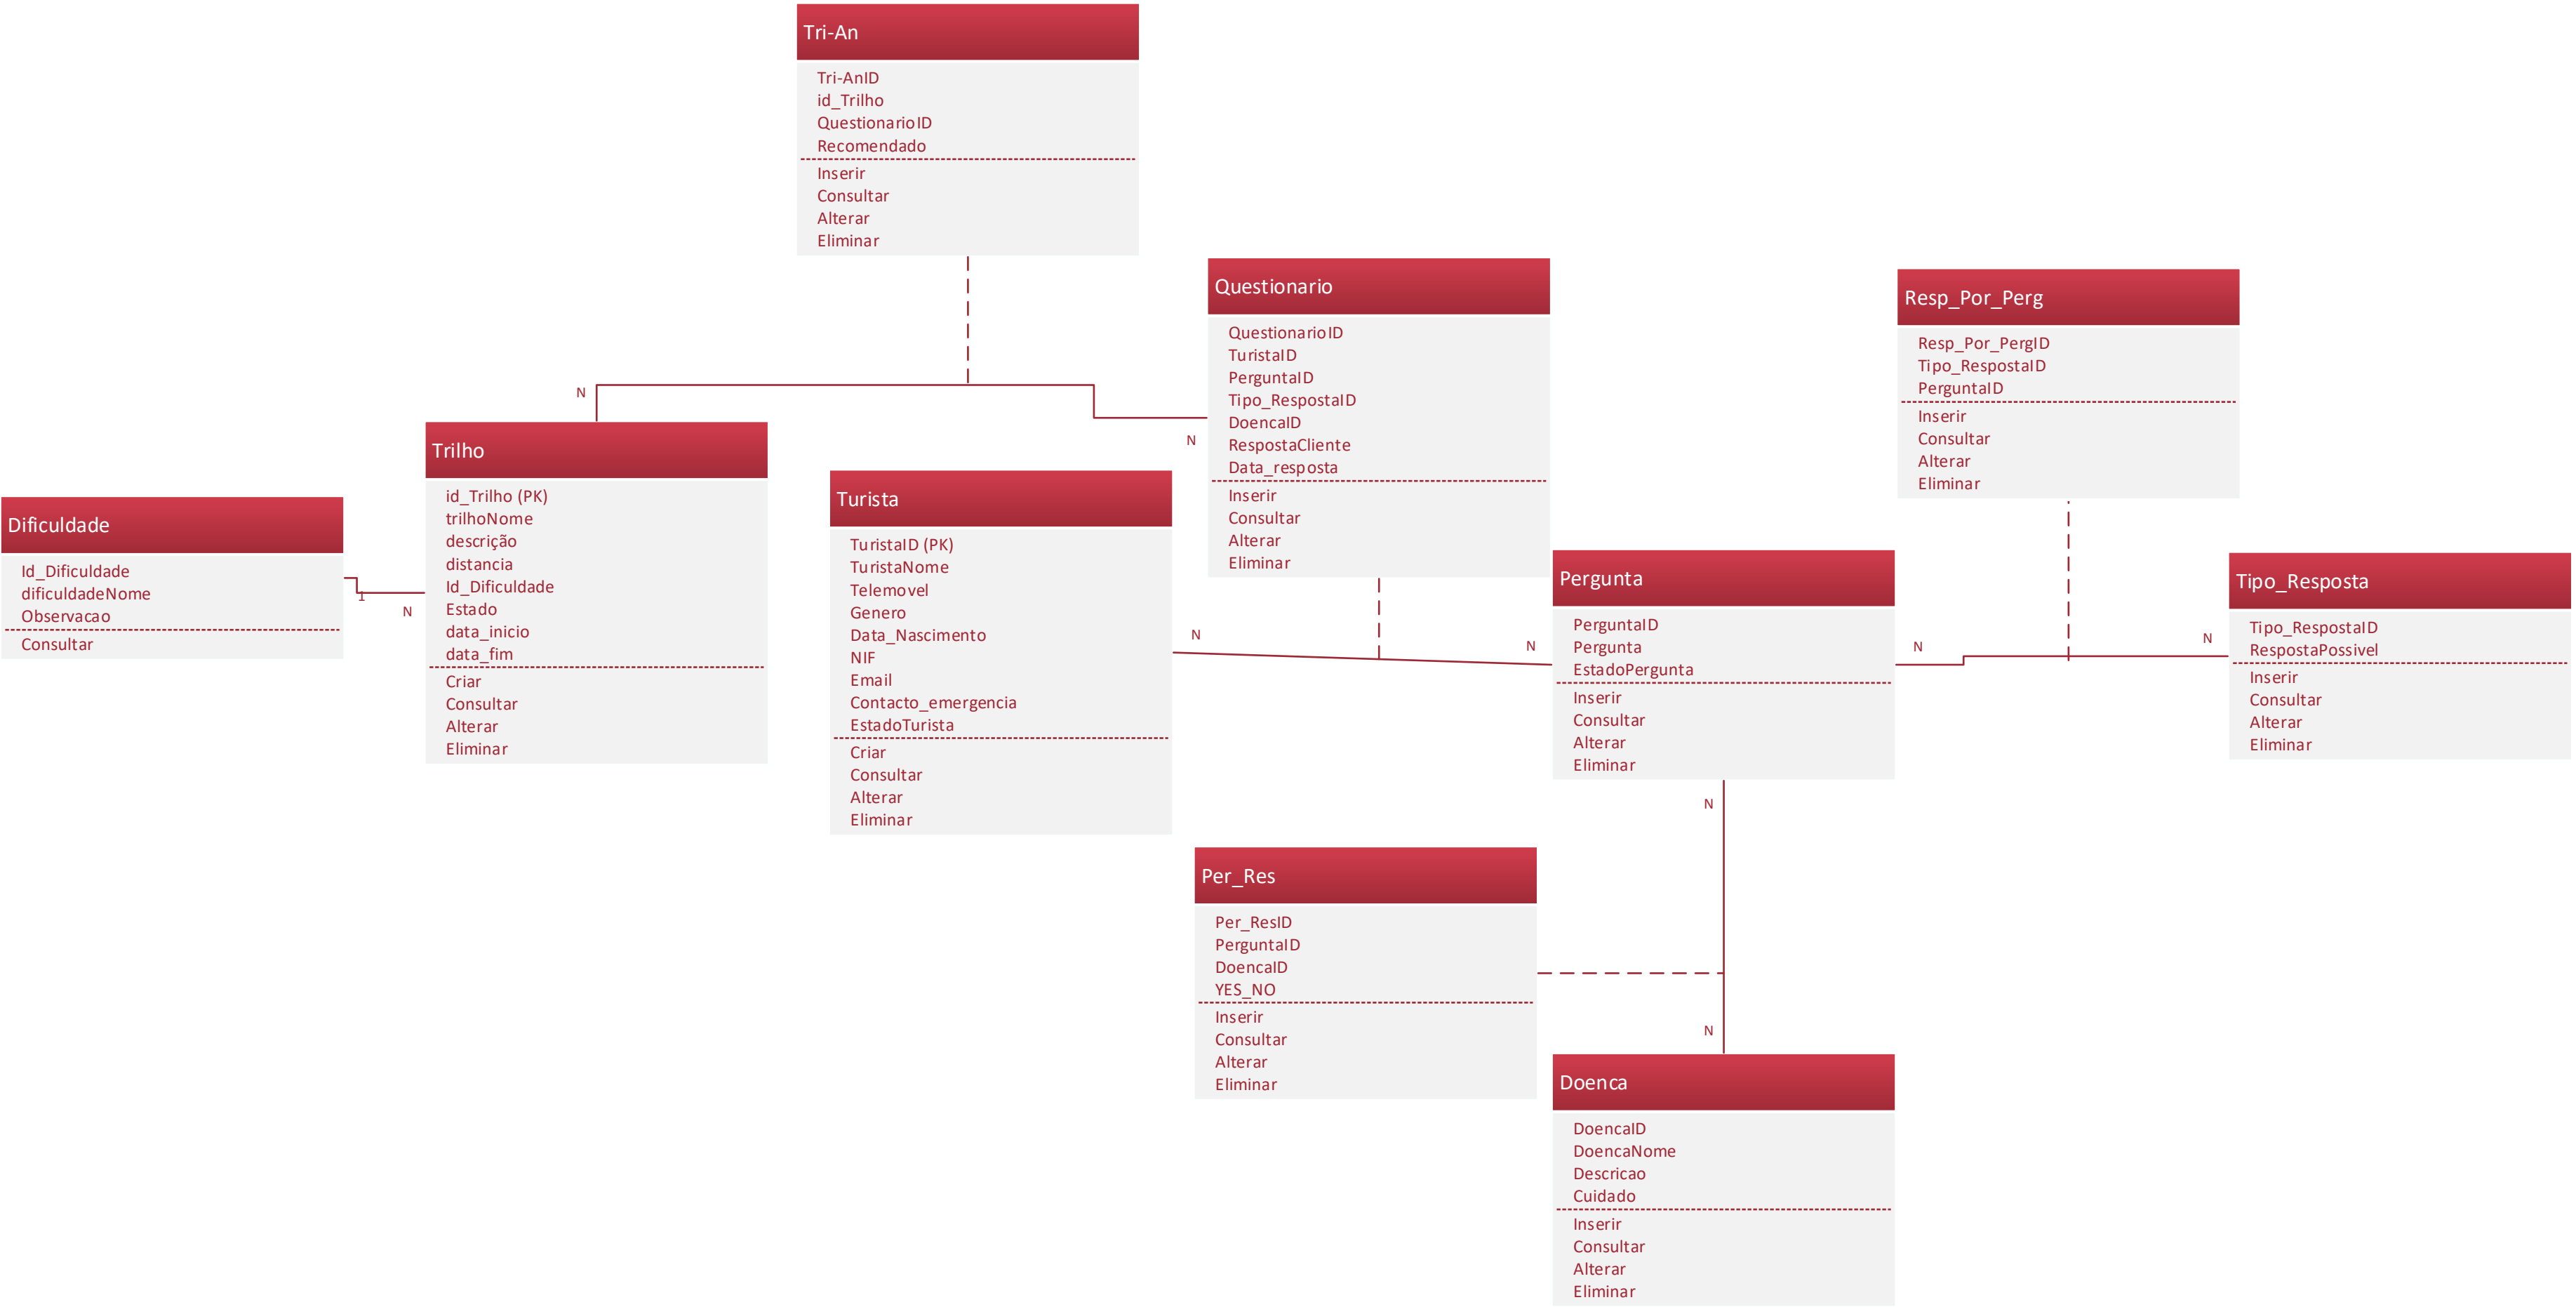 Tri-An
Tri-AnID
id_Trilho
QuestionarioID
Recomendado
Inserir
Consultar
Alterar
Eliminar
Questionario
QuestionarioID
TuristaID
PerguntaID
Tipo_RespostaID
DoencaID
RespostaCliente
Data_resposta
Inserir
Consultar
Alterar
Eliminar
Resp_Por_Perg
Resp_Por_PergID
Tipo_RespostaID
PerguntaID
Inserir
Consultar
Alterar
Eliminar
N
N
Trilho
id_Trilho (PK)
trilhoNome
descrição
distancia
Id_Dificuldade
Estado
data_inicio
data_fim
Criar
Consultar
Alterar
Eliminar
Dificuldade
Id_Dificuldade
dificuldadeNome
Observacao
Consultar
1
N
Turista
TuristaID (PK)
TuristaNome
Telemovel
Genero
Data_Nascimento
NIF
Email
Contacto_emergencia
EstadoTurista
Criar
Consultar
Alterar
Eliminar
N
N
Pergunta
PerguntaID
Pergunta
EstadoPergunta
Inserir
Consultar
Alterar
Eliminar
N
N
Tipo_Resposta
Tipo_RespostaID
RespostaPossivel
Inserir
Consultar
Alterar
Eliminar
N
Per_Res
Per_ResID
PerguntaID
DoencaID
YES_NO
Inserir
Consultar
Alterar
Eliminar
N
Doenca
DoencaID
DoencaNome
Descricao
Cuidado
Inserir
Consultar
Alterar
Eliminar